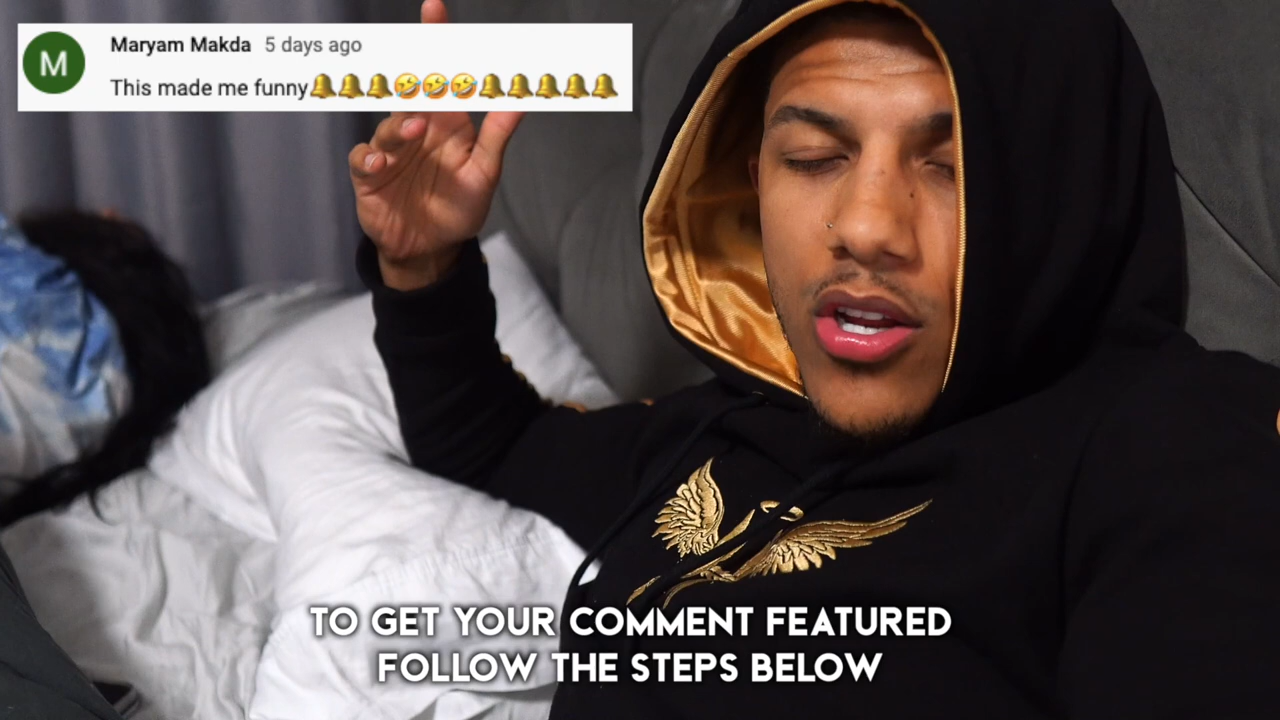 Maryam Makda 5 days ago
M
This made me funny🔔🔔🔔🤣🤣🤣🔔🔔🔔🔔🔔
TO GET YOUR COMMENT FEATURED
FOLLOW THE STEPS BELOW